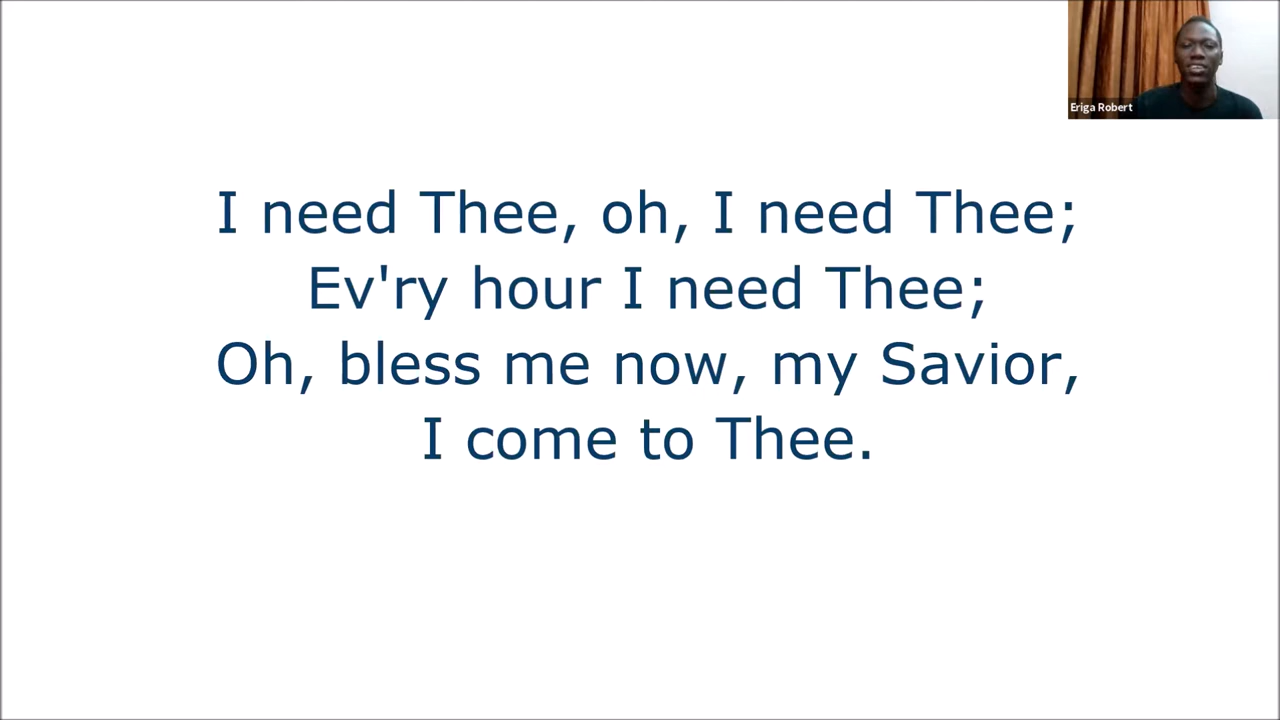 Eriga Robert
I need Thee, oh, I need Thee;
Ev'ry hour I need Thee;
Oh, bless me now, my Savior,
I come to Thee.